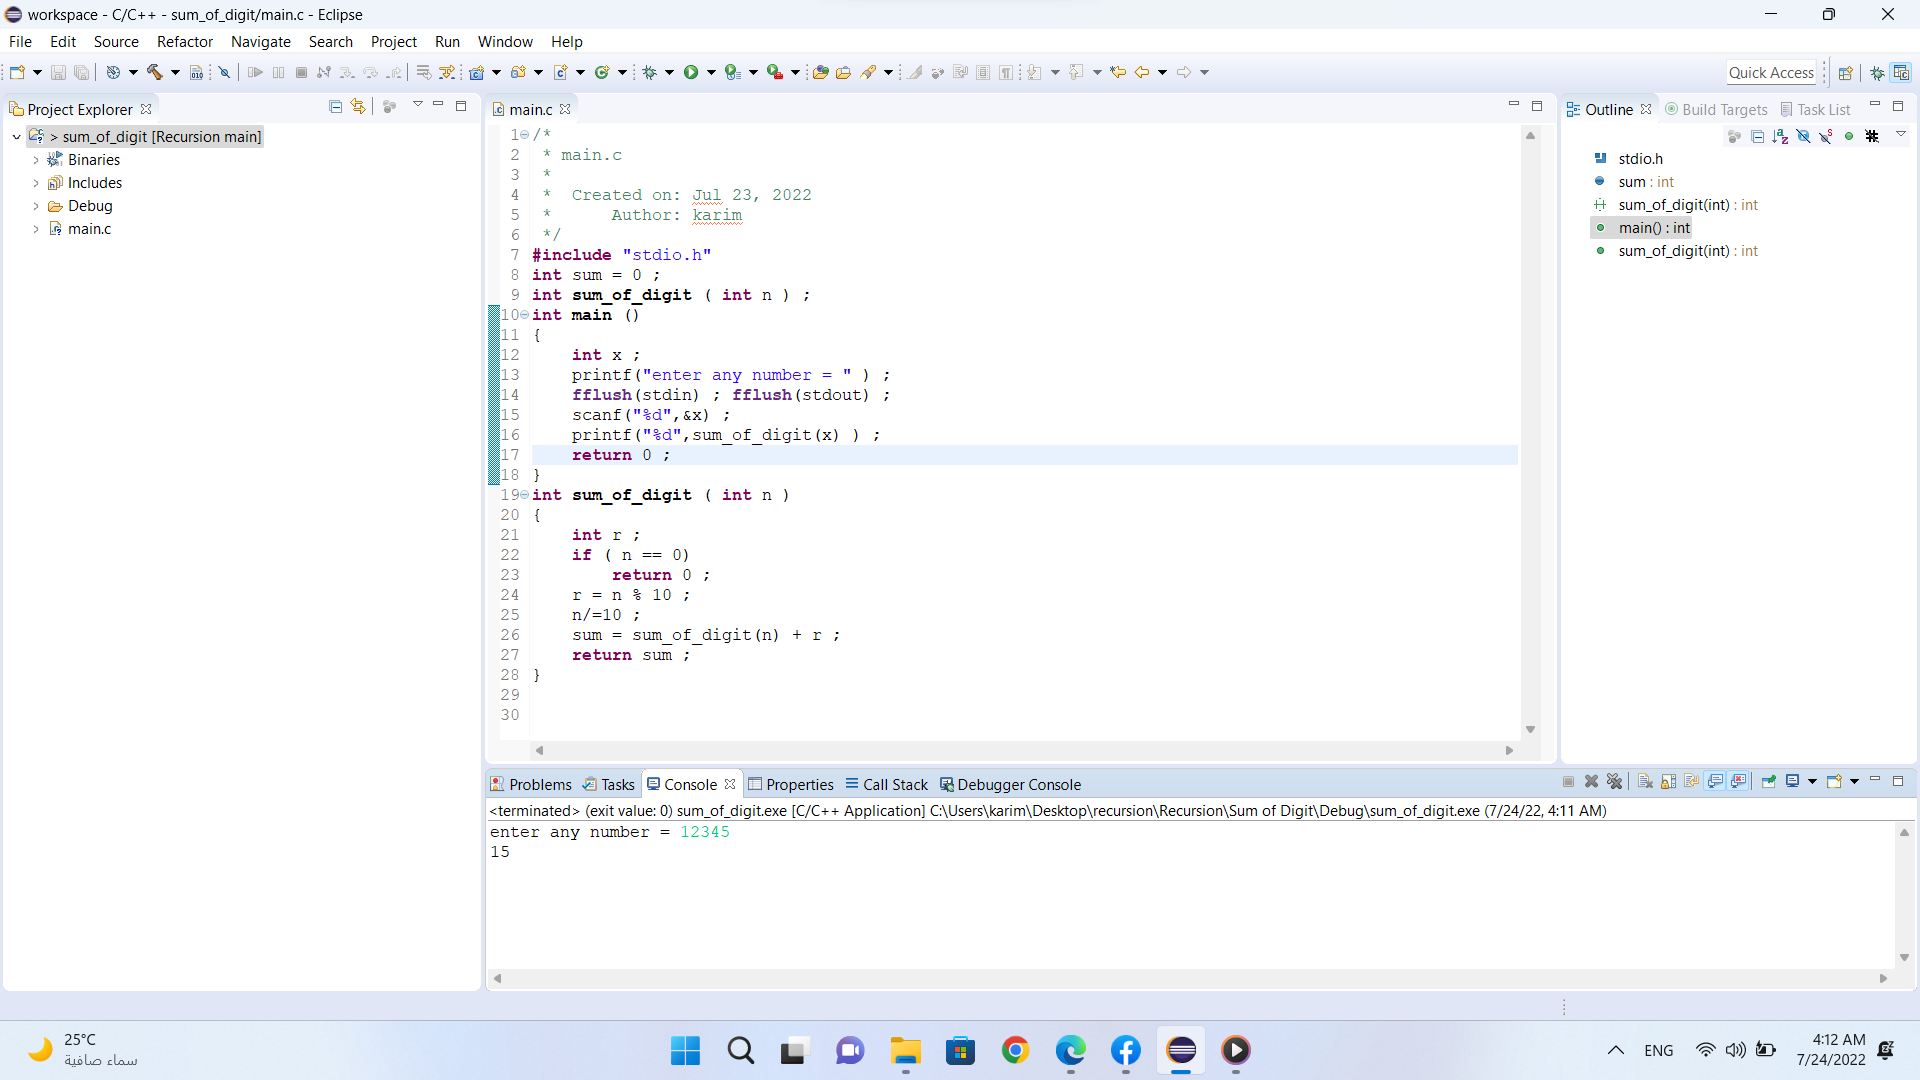 workspace - C/C++ - sum_of_digit/main.c - Eclipse
File Edit Source Refactor Navigate Search Project Run Window Help
Quick Access
Project Explorer
> sum_of_digit [Recursion main]
Binaries
Includes
Debug
main.c
main.c
1 /*
2  * main.c
3  *
4  *  Created on: Jul 23, 2022
5  *      Author: karim
6  */
7 #include "stdio.h"
8 int sum = 0 ;
9 int sum_of_digit ( int n ) ;
10 int main ()
11 {
12     int x ;
13     printf("enter any number = " ) ;
14     fflush(stdin) ; fflush(stdout) ;
15     scanf("%d",&x) ;
16     printf("%d",sum_of_digit(x) ) ;
17     return 0 ;
18 }
19 int sum_of_digit ( int n )
20 {
21     int r ;
22     if ( n == 0)
23         return 0 ;
24     r = n % 10 ;
25     n/=10 ;
26     sum = sum_of_digit(n) + r ;
27     return sum ;
28 }
29
30
Outline Build Targets Task List
stdio.h
sum : int
sum_of_digit(int) : int
main() : int
sum_of_digit(int) : int
Problems Tasks Console Properties Call Stack Debugger Console
<terminated> (exit value: 0) sum_of_digit.exe [C/C++ Application] C:\Users\karim\Desktop\recursion\Recursion\Sum of Digit\Debug\sum_of_digit.exe (7/24/22, 4:11 AM)
enter any number = 12345
15
25°C
سماء صافية
ENG
4:12 AM
7/24/2022